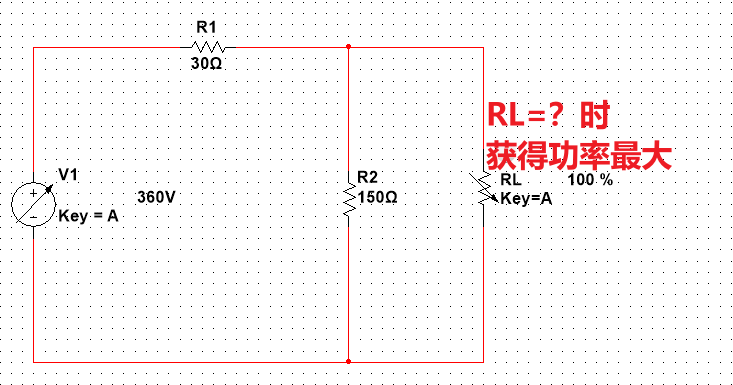 R1
30Ω
RL=？时
获得功率最大
V1
360V
Key = A
R2
150Ω
RL
100 %
Key=A